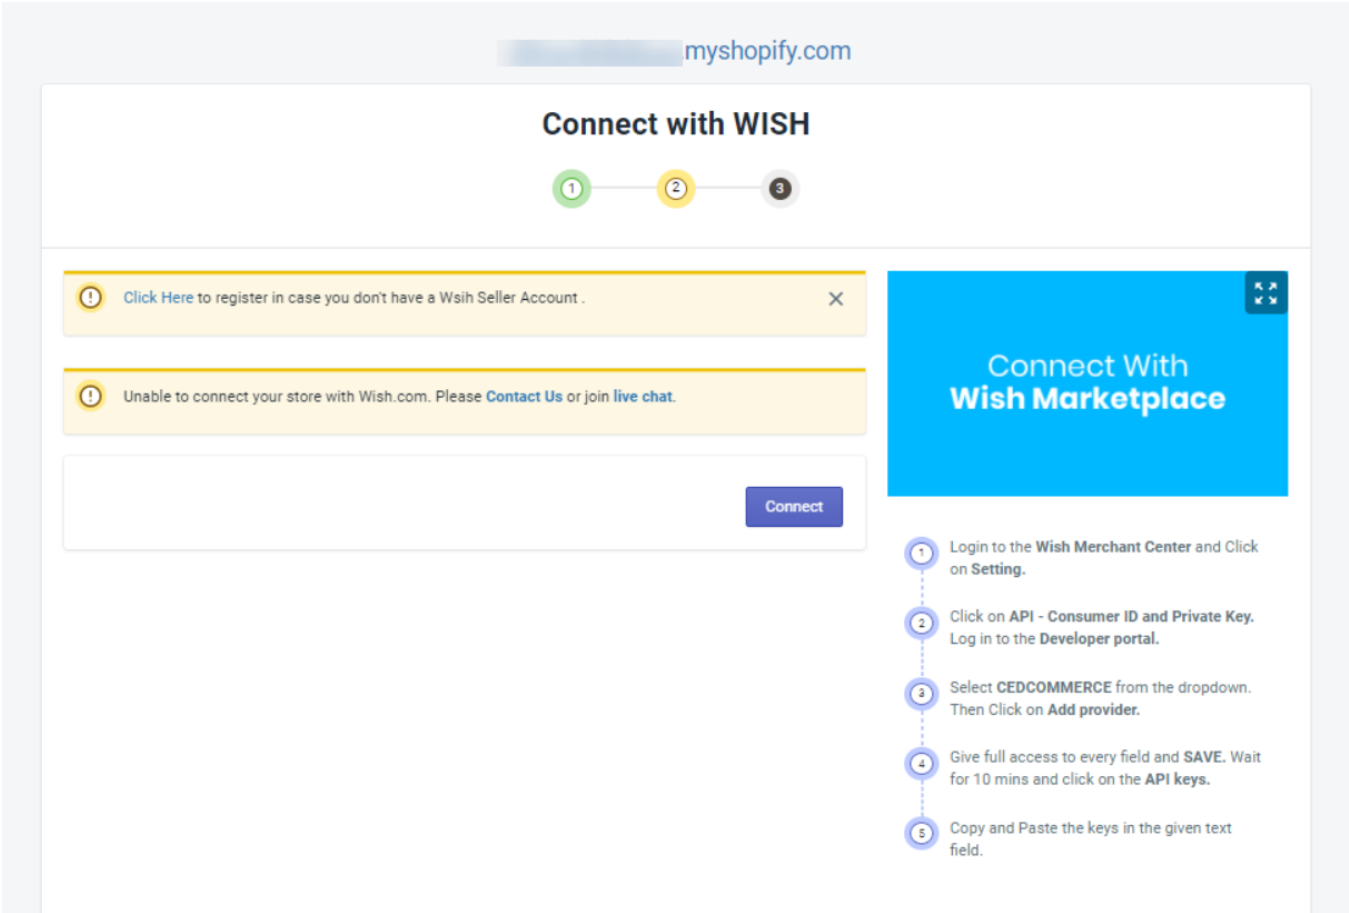 myshopify.com
Connect with WISH
1
2
3
Click Here to register in case you don't have a Wsih Seller Account .
Unable to connect your store with Wish.com. Please Contact Us or join live chat.
Connect
Connect With
Wish Marketplace
1
Login to the Wish Merchant Center and Click
on Setting.
2
Click on API - Consumer ID and Private Key.
Log in to the Developer portal.
3
Select CEDCOMMERCE from the dropdown.
Then Click on Add provider.
4
Give full access to every field and SAVE. Wait
for 10 mins and click on the API keys.
5
Copy and Paste the keys in the given text
field.